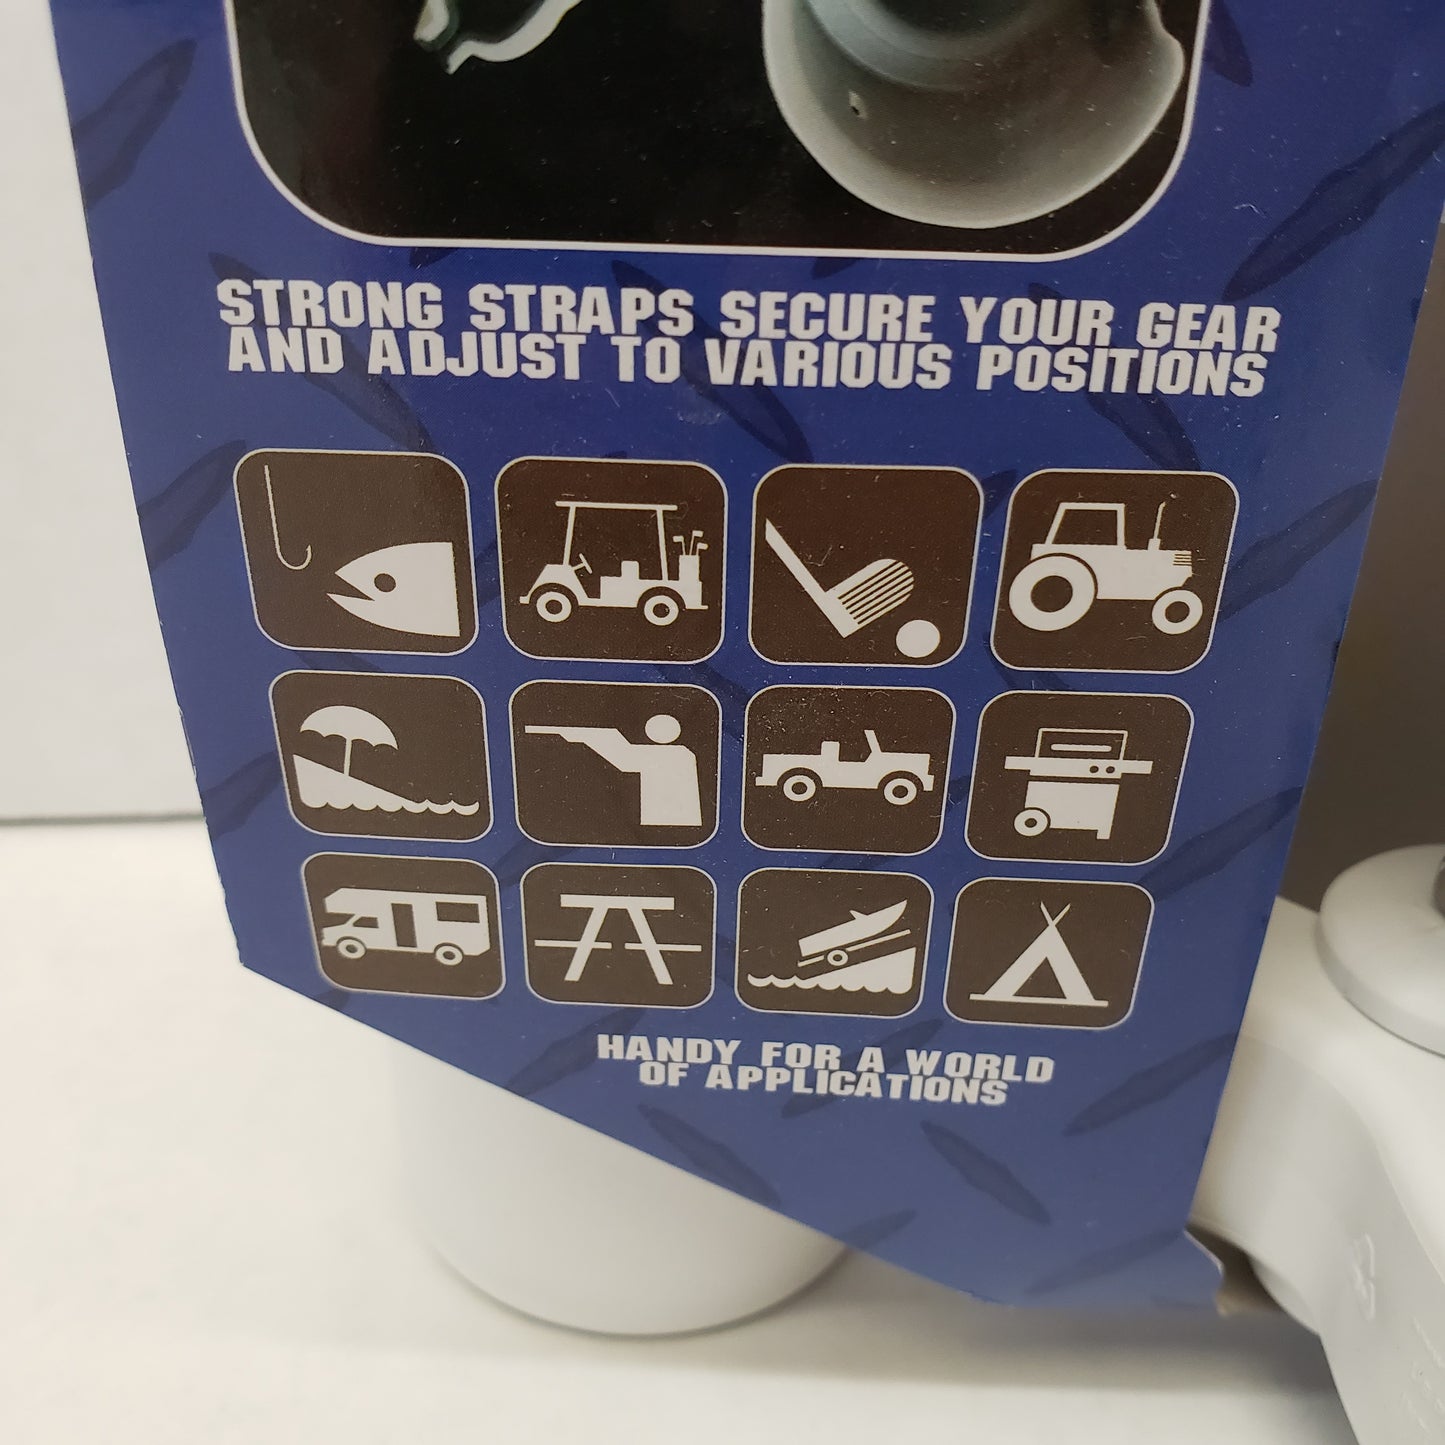 STRONG STRAPS SECURE YOUR GEAR
AND ADJUST TO VARIOUS POSITIONS
HANDY FOR A WORLD
OF APPLICATIONS